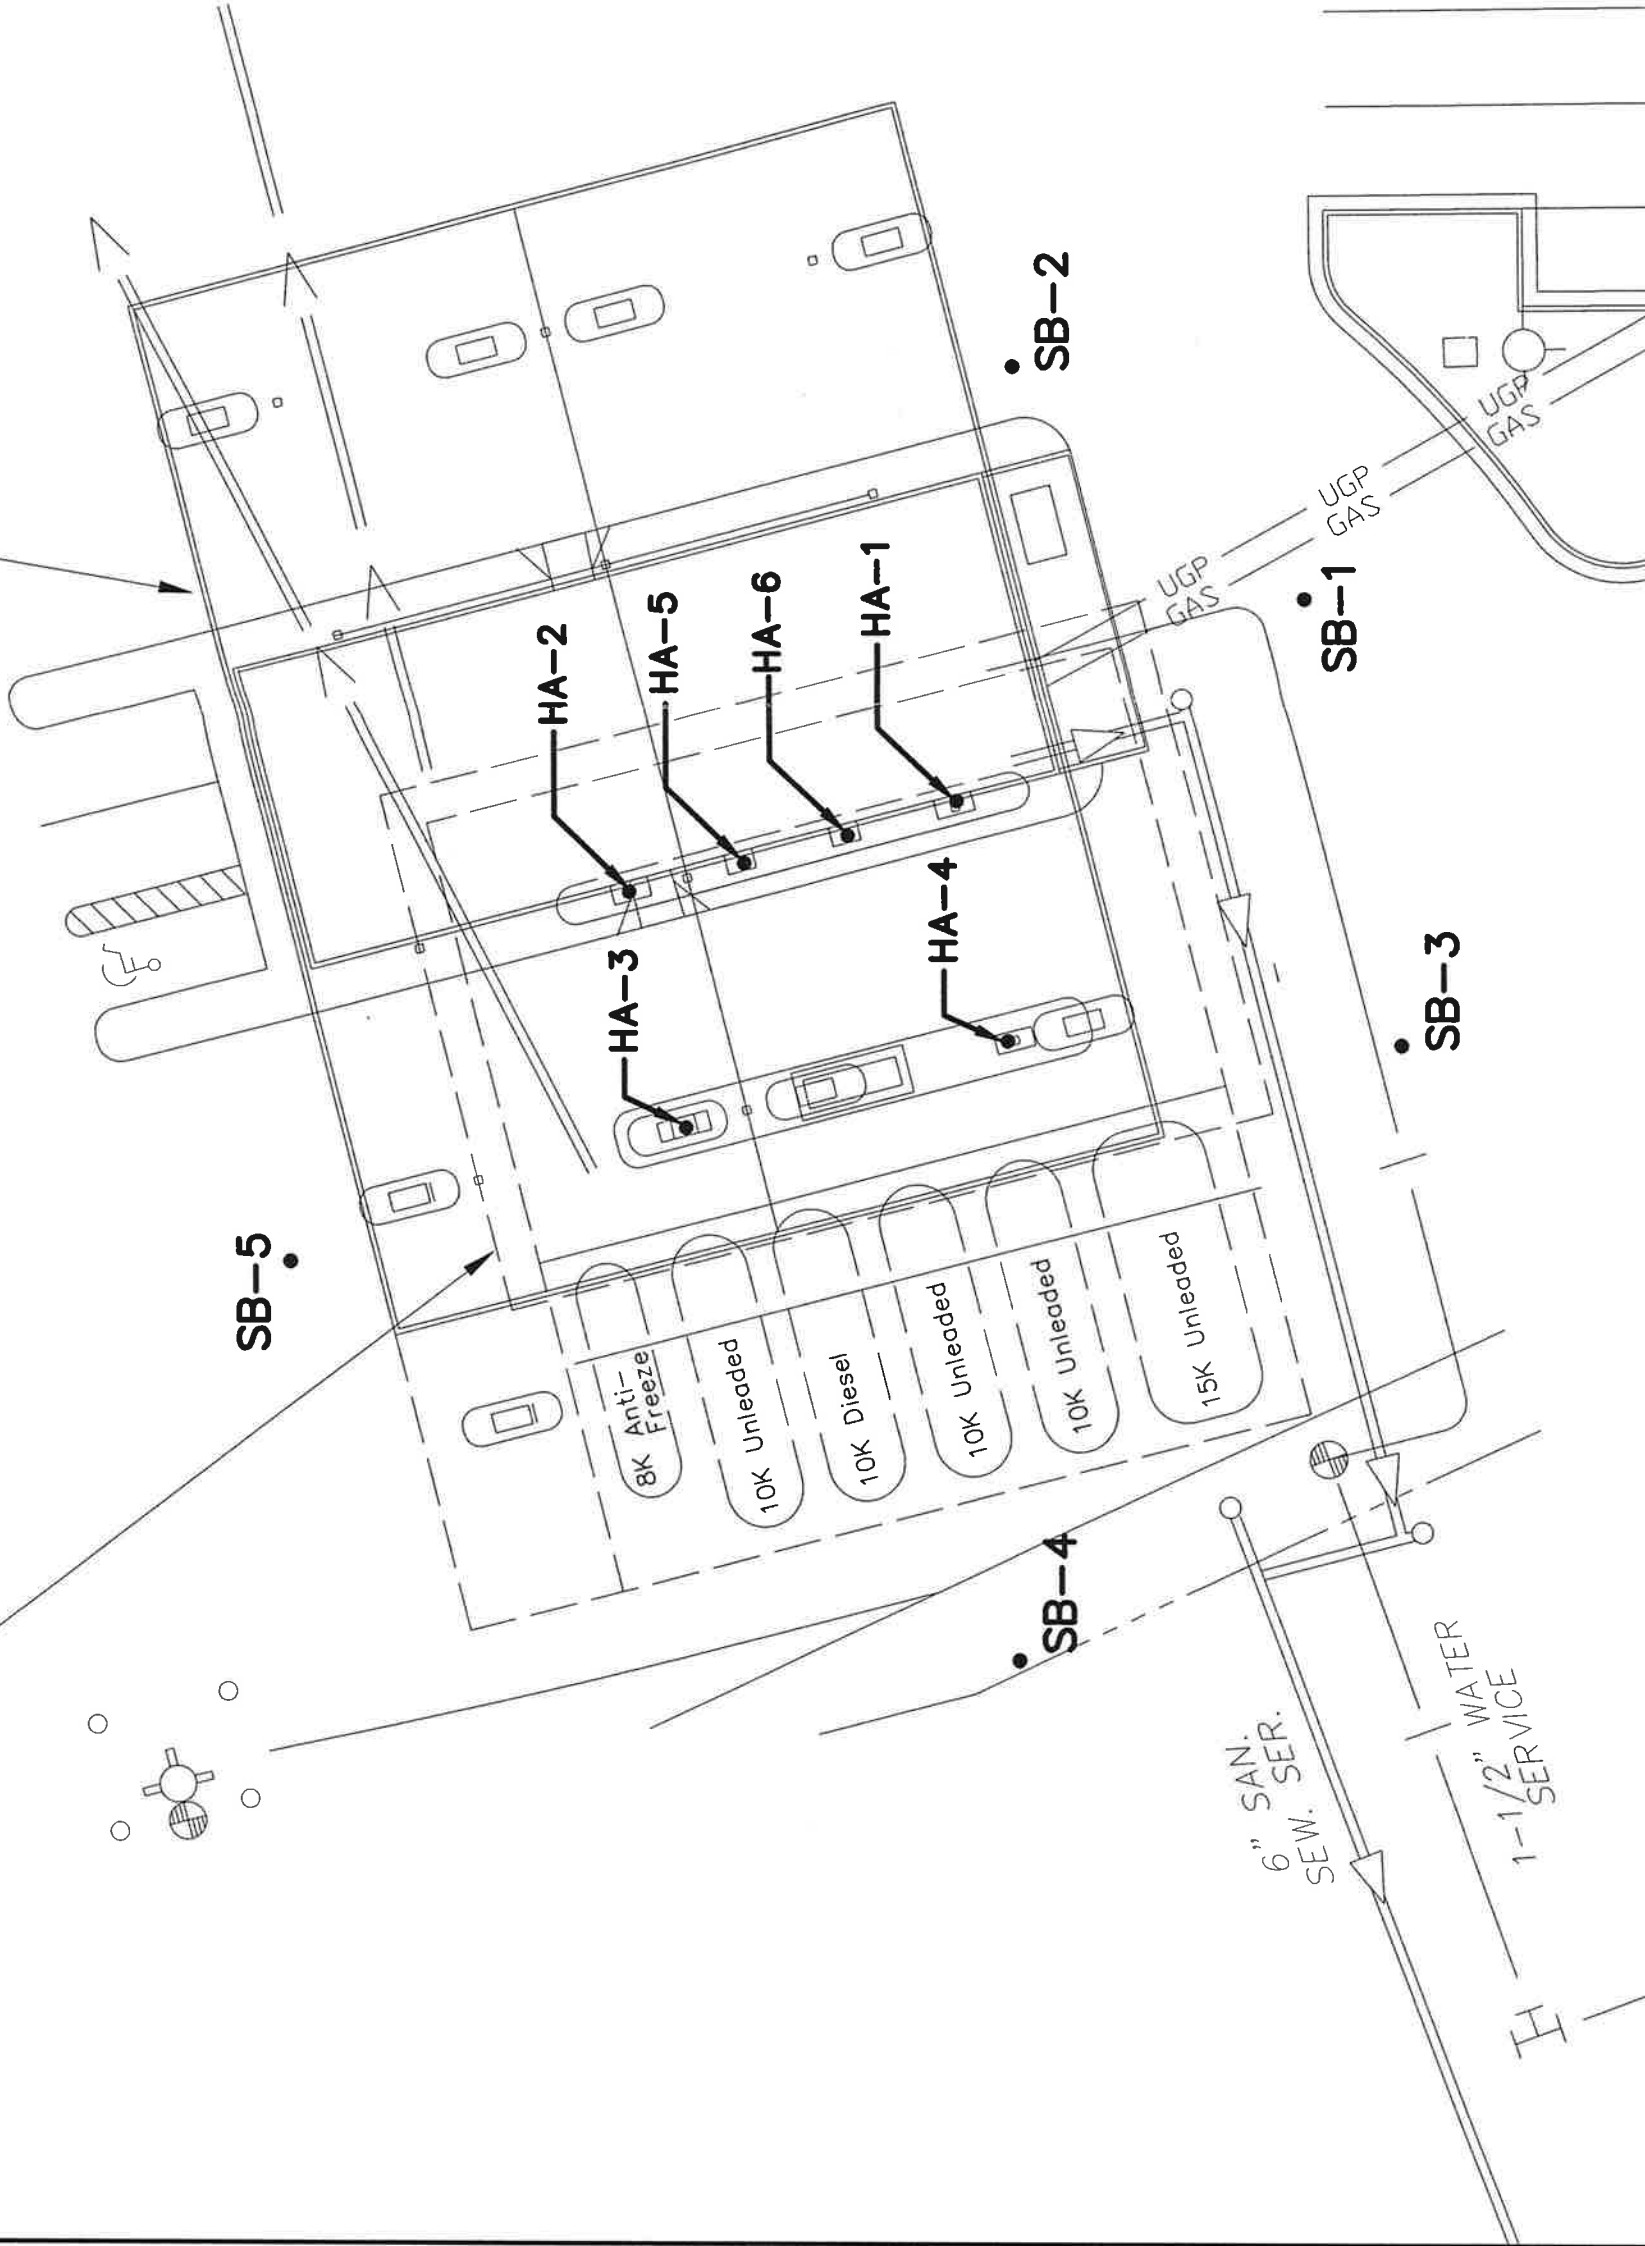 SB-5
SB-4
SB-3
SB-1
SB-2
HA-3
HA-2
HA-5
HA-6
HA-1
HA-4
8K Anti-
Freeze
10K Unleaded
10K Diesel
10K Unleaded
10K Unleaded
15K Unleaded
UGP
GAS
UGP
GAS
UGP
GAS
6" SAN.
SEW. SER.
1-1/2" WATER
SERVICE